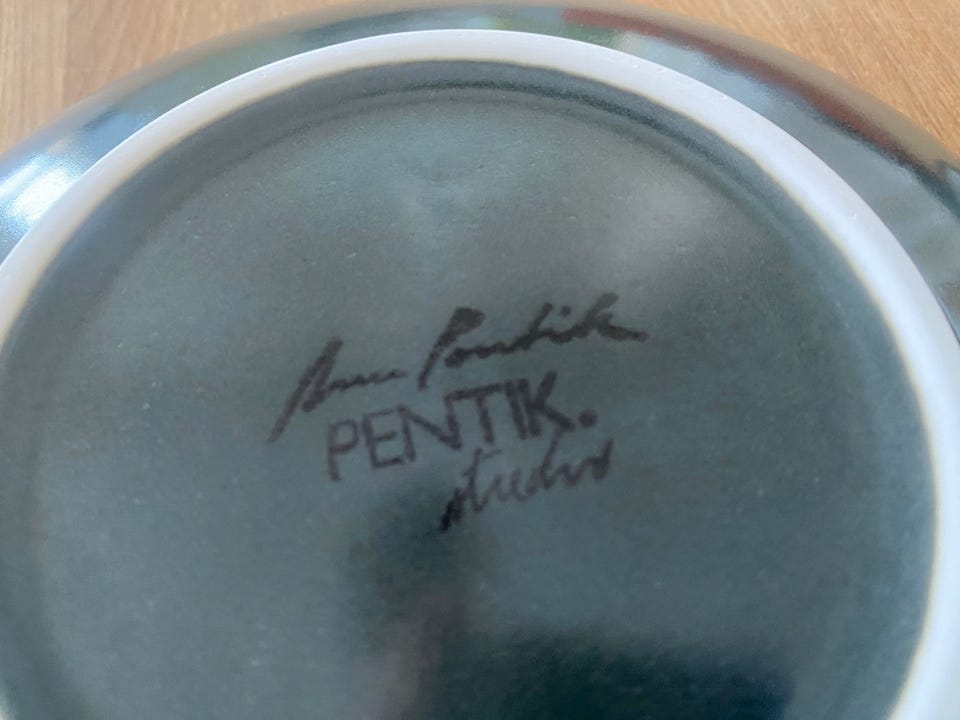 Anu Pentik
PENTIK.
studio